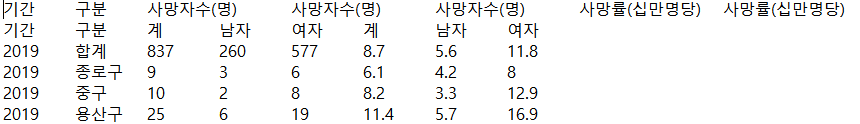 기간 구분 사망자수(명) 사망자수(명) 사망자수(명) 사망률(십만명당) 사망률(십만명당)
기간 구분 계 남자 여자 계 남자 여자
2019 합계 837 260 577 8.7 5.6 11.8
2019 종로구 9 3 6 6.1 4.2 8
2019 중구 10 2 8 8.2 3.3 12.9
2019 용산구 25 6 19 11.4 5.7 16.9